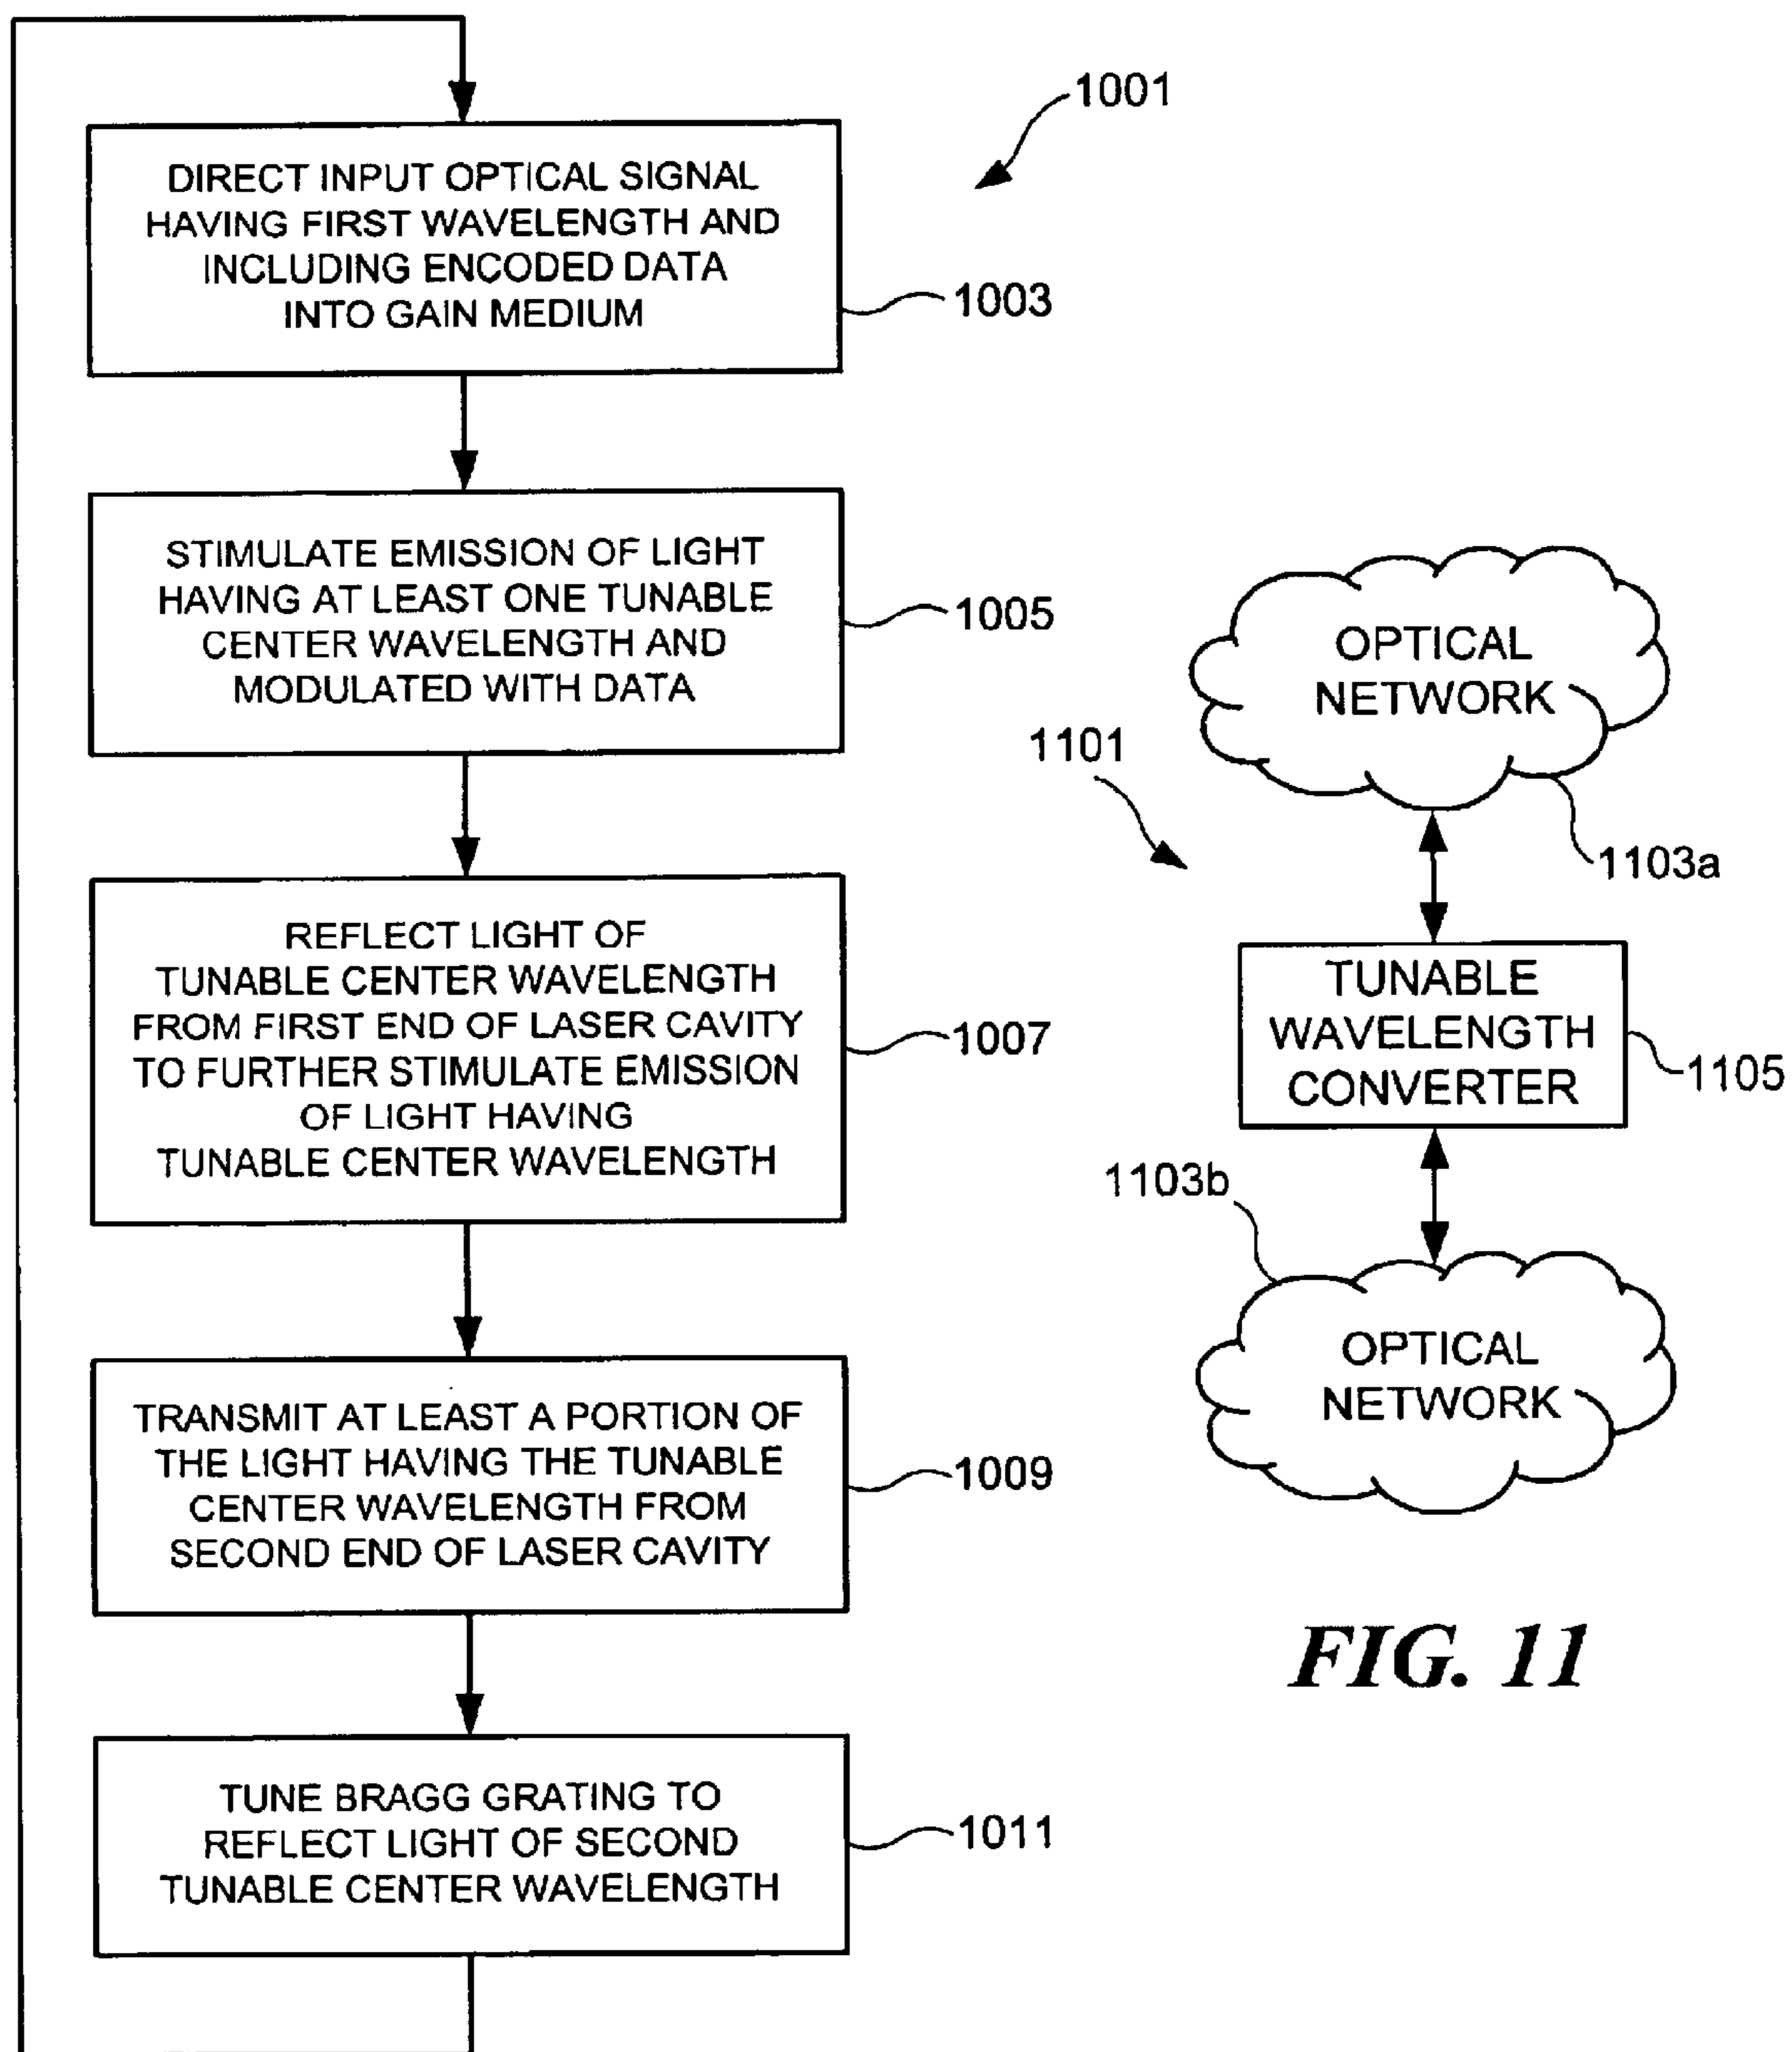 1001
DIRECT INPUT OPTICAL SIGNAL
HAVING FIRST WAVELENGTH AND
INCLUDING ENCODED DATA
INTO GAIN MEDIUM
1003
STIMULATE EMISSION OF LIGHT
HAVING AT LEAST ONE TUNABLE
CENTER WAVELENGTH AND
MODULATED WITH DATA
1005
REFLECT LIGHT OF
TUNABLE CENTER WAVELENGTH
FROM FIRST END OF LASER CAVITY
TO FURTHER STIMULATE EMISSION
OF LIGHT HAVING
TUNABLE CENTER WAVELENGTH
1007
TRANSMIT AT LEAST A PORTION OF
THE LIGHT HAVING THE TUNABLE
CENTER WAVELENGTH FROM
SECOND END OF LASER CAVITY
1009
TUNE BRAGG GRATING TO
REFLECT LIGHT OF SECOND
TUNABLE CENTER WAVELENGTH
1011
1101
OPTICAL
NETWORK
1103a
TUNABLE
WAVELENGTH
CONVERTER
1105
1103b
OPTICAL
NETWORK
FIG. 11